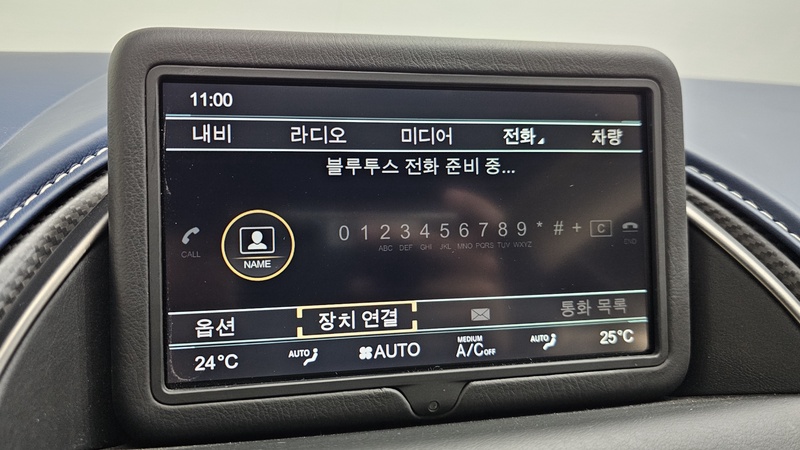 11:00
내비 라디오 미디어 전화 차량
블루투스 전화 준비 중...
CALL NAME 0 1 2 3 4 5 6 7 8 9 * # + C END
ABC DEF GHI JKL MNO PQRS TUV WXYZ
옵션 장치 연결 통화 목록
24°C AUTO AUTO MEDIUM A/C OFF AUTO 25°C